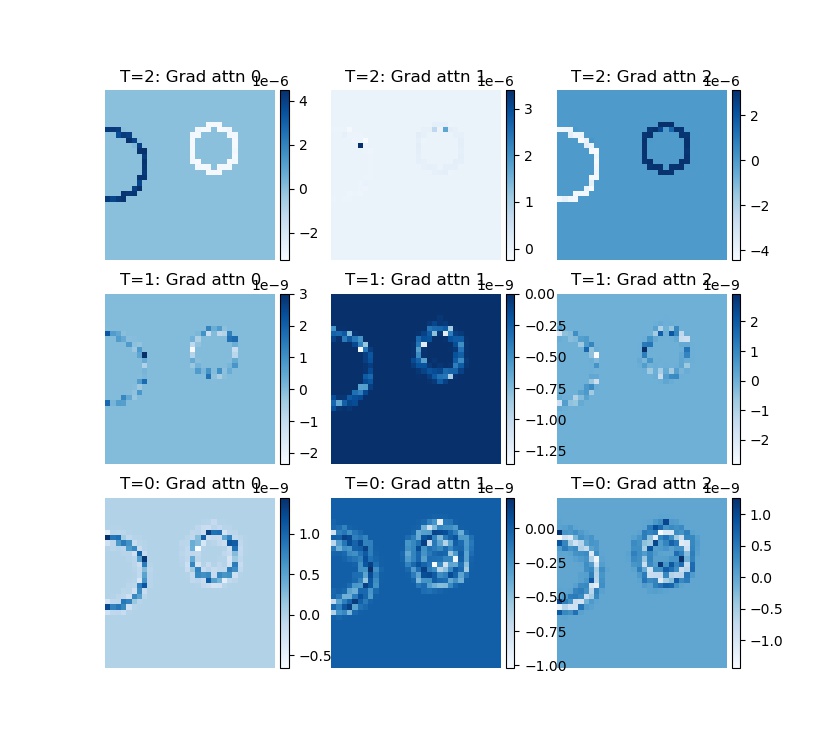 T=2: Grad attn 0
1e−6
4
2
0
−2
T=2: Grad attn 1
1e−6
3
2
1
0
T=2: Grad attn 2
1e−6
2
0
−2
−4
T=1: Grad attn 0
1e−9
3
2
1
0
−1
−2
T=1: Grad attn 1
1e−9
0.00
−0.25
−0.50
−0.75
−1.00
−1.25
T=1: Grad attn 2
1e−9
2
1
0
−1
−2
T=0: Grad attn 0
1e−9
1.0
0.5
0.0
−0.5
T=0: Grad attn 1
1e−9
0.00
−0.25
−0.50
−0.75
−1.00
T=0: Grad attn 2
1e−9
1.0
0.5
0.0
−0.5
−1.0